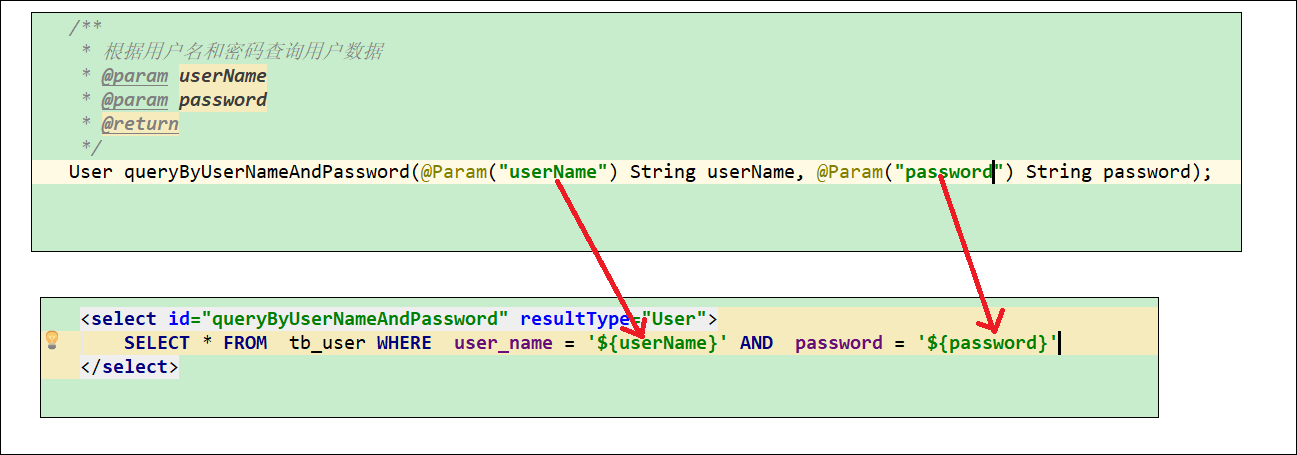 /**
* 根据用户名和密码查询用户数据
* @param userName
* @param password
* @return
*/
User queryByUserNameAndPassword(@Param("userName") String userName, @Param("password") String password);
<select id="queryByUserNameAndPassword" resultType="User">
SELECT * FROM tb_user WHERE user_name = '${userName}' AND password = '${password}'
</select>